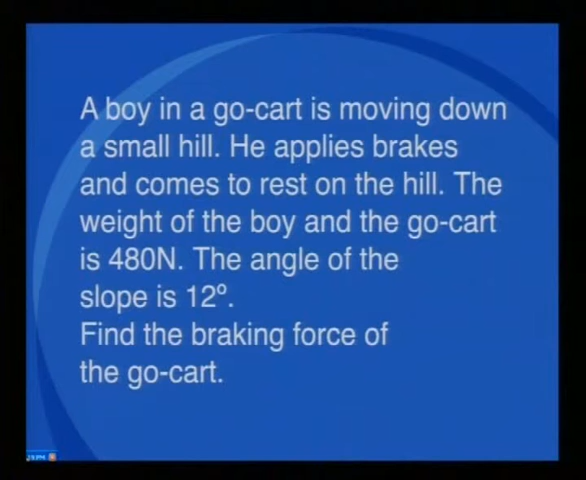 A boy in a go-cart is moving down
a small hill. He applies brakes
and comes to rest on the hill. The
weight of the boy and the go-cart
is 480N. The angle of the
slope is 12º.
Find the braking force of
the go-cart.